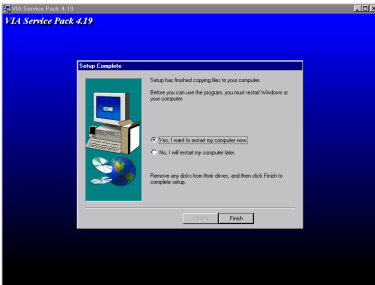 VIA Service Pack 4.19
VIA Service Pack 4.19
Setup Complete
Setup has finished copying files to your computer.
Before you can use the program, you must restart Windows or
your computer.
Yes, I want to restart my computer now.
No, I will restart my computer later.
Remove any disks from their drives, and then click Finish to
complete setup.
< Back
Finish